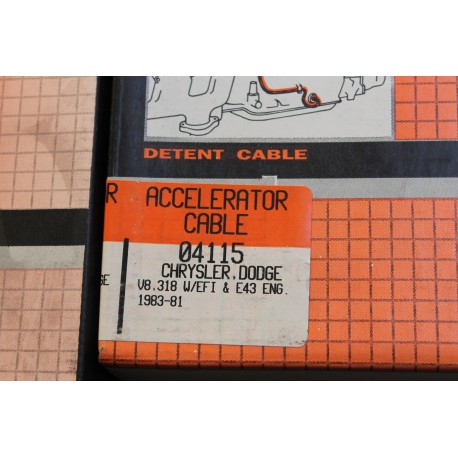 DETENT CABLE
R
ACCELERATOR
CABLE
04115
CHRYSLER,DODGE
V8.318 W/EFI & E43 ENG.
1983-81